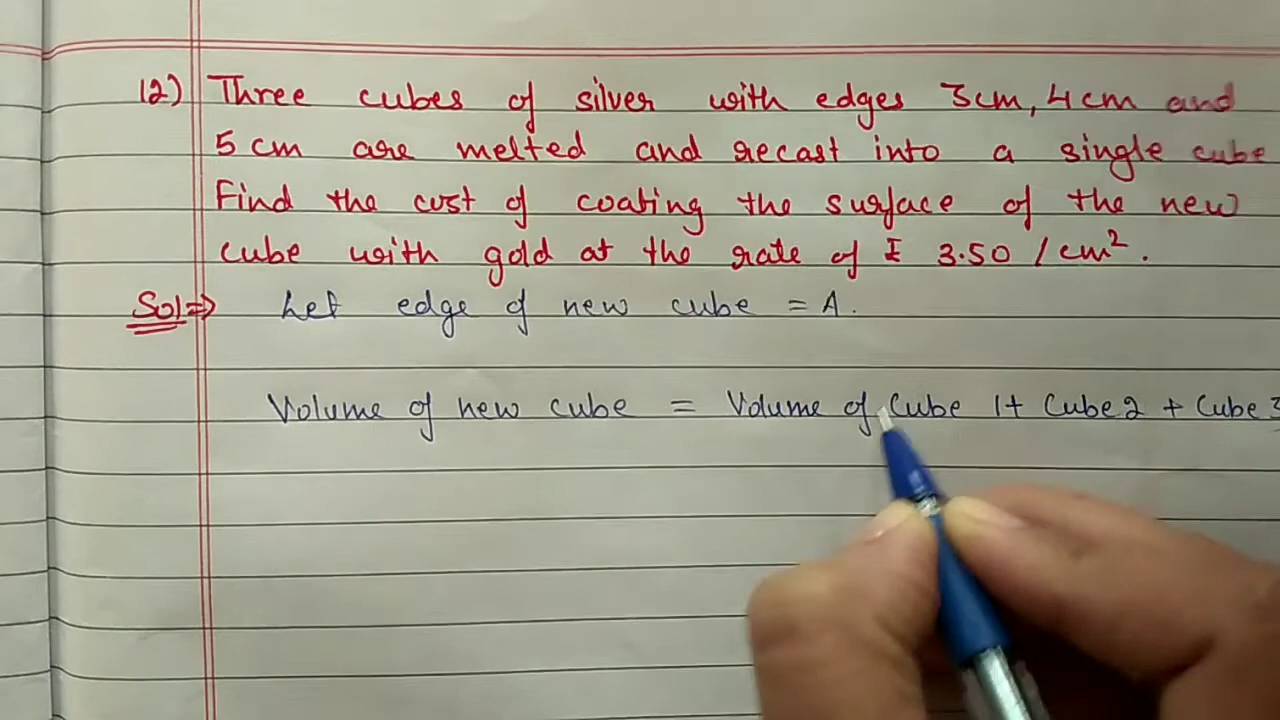 12) Three cubes of silver with edges 3cm, 4cm and
5 cm are melted and recast into a single cube
Find the cost of coating the surface of the new
cube with gold at the rate of ₹ 3.50 / cm².
Sol⇒ Let edge of new cube = A.
Volume of new cube = Volume of Cube 1 + Cube 2 + Cube 3